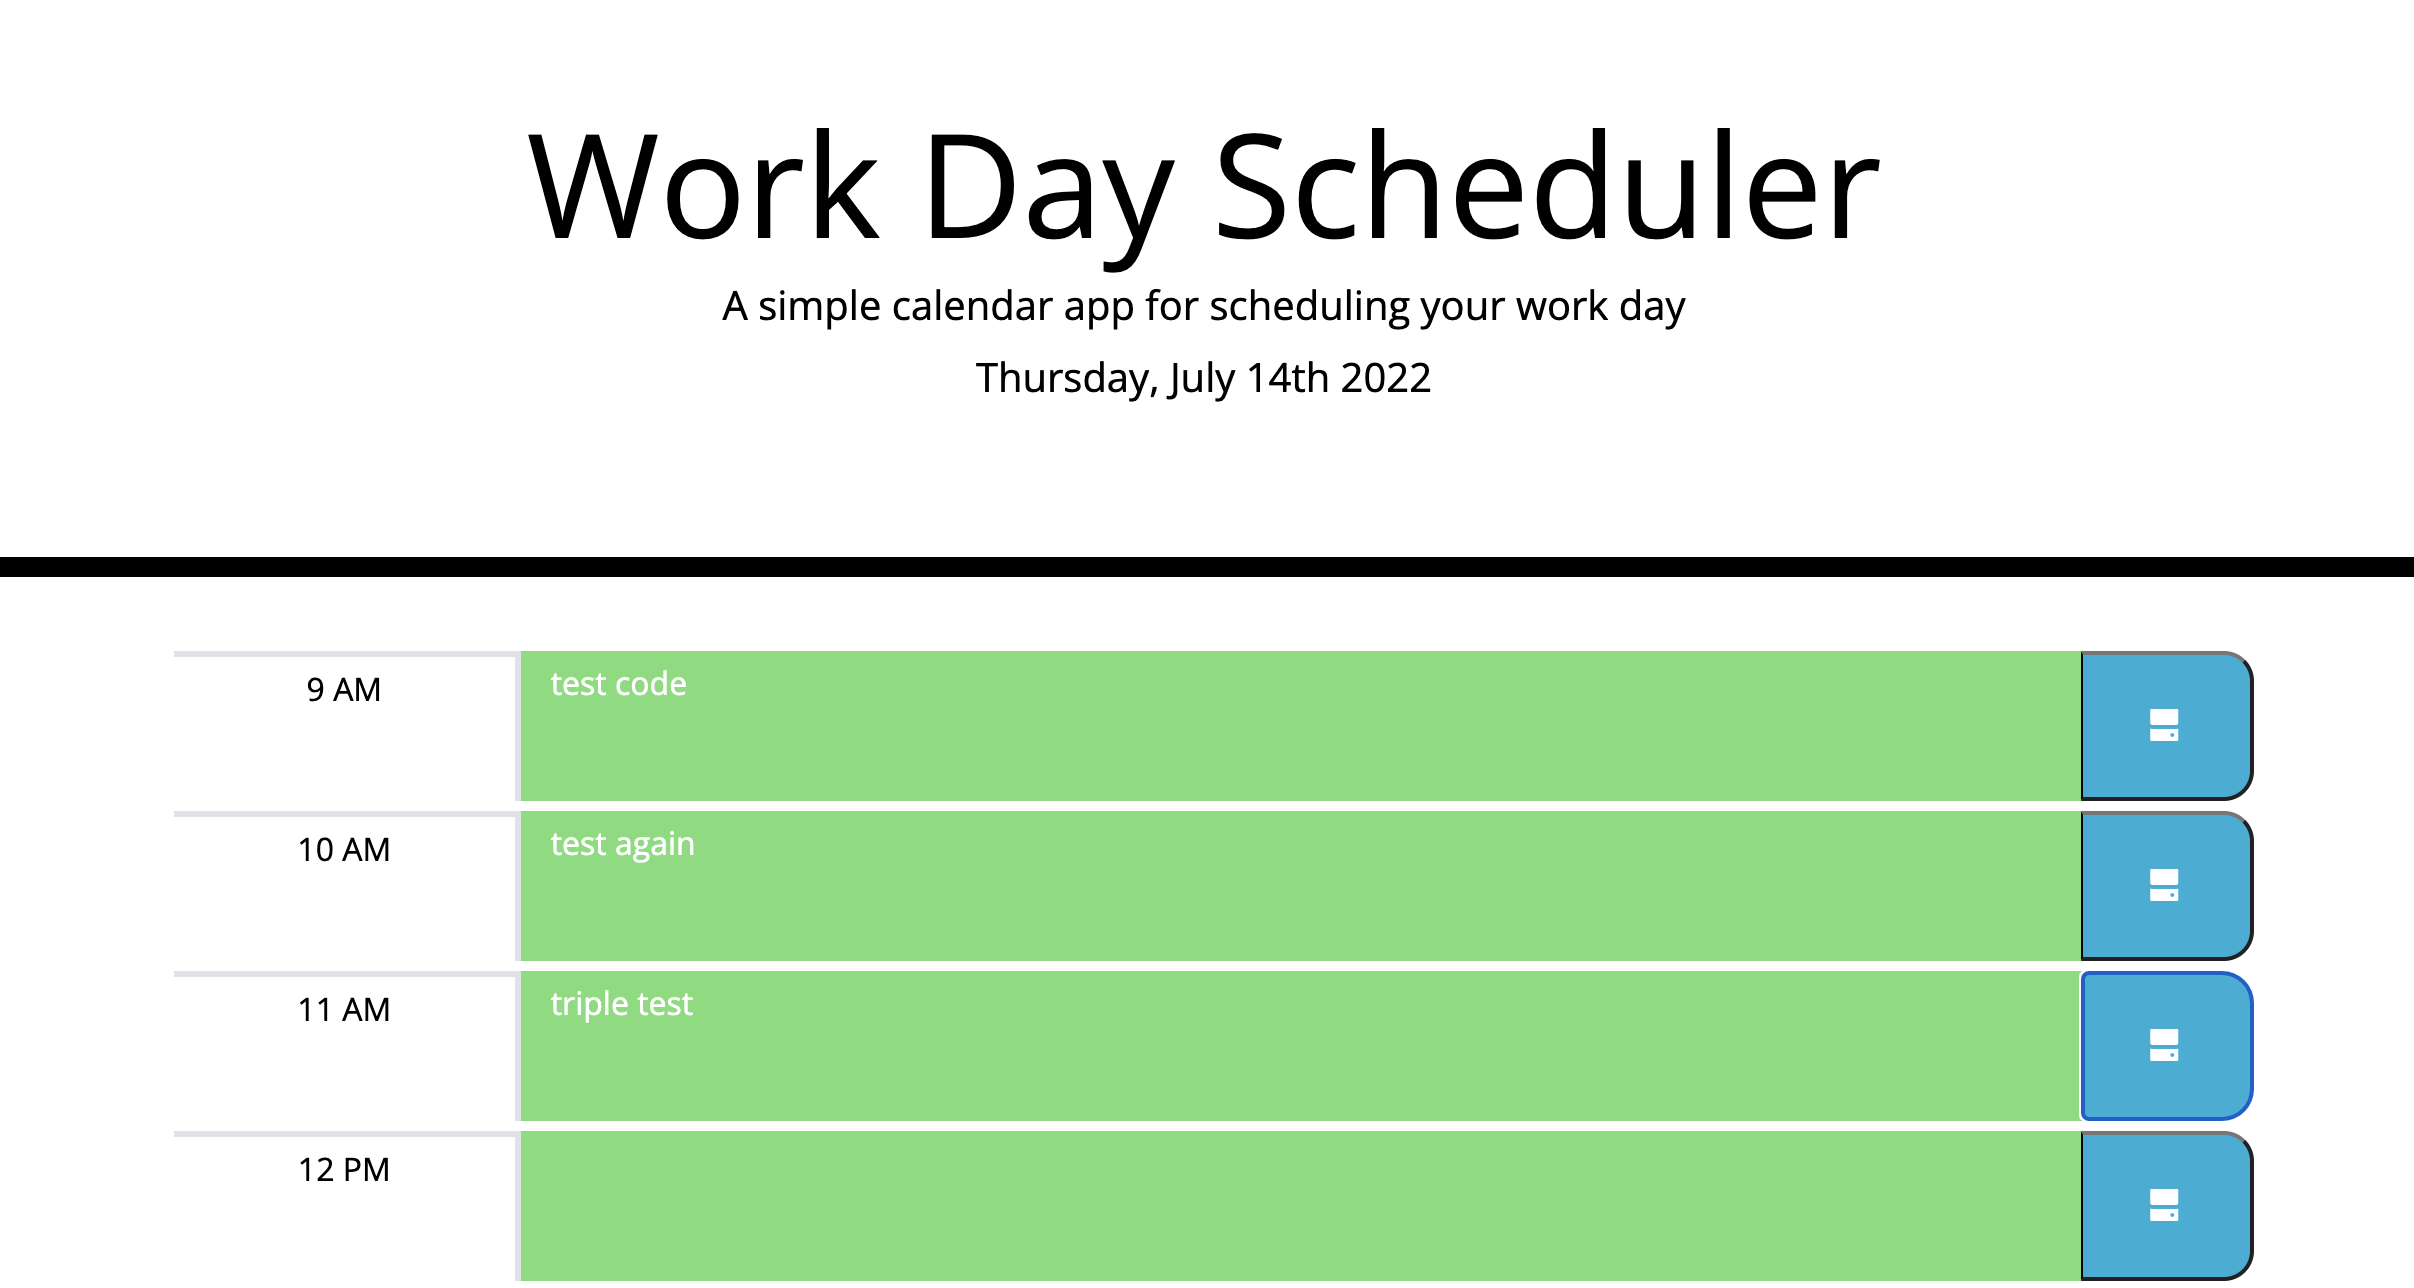 Work Day Scheduler
A simple calendar app for scheduling your work day
Thursday, July 14th 2022
9 AM
test code
10 AM
test again
11 AM
triple test
12 PM